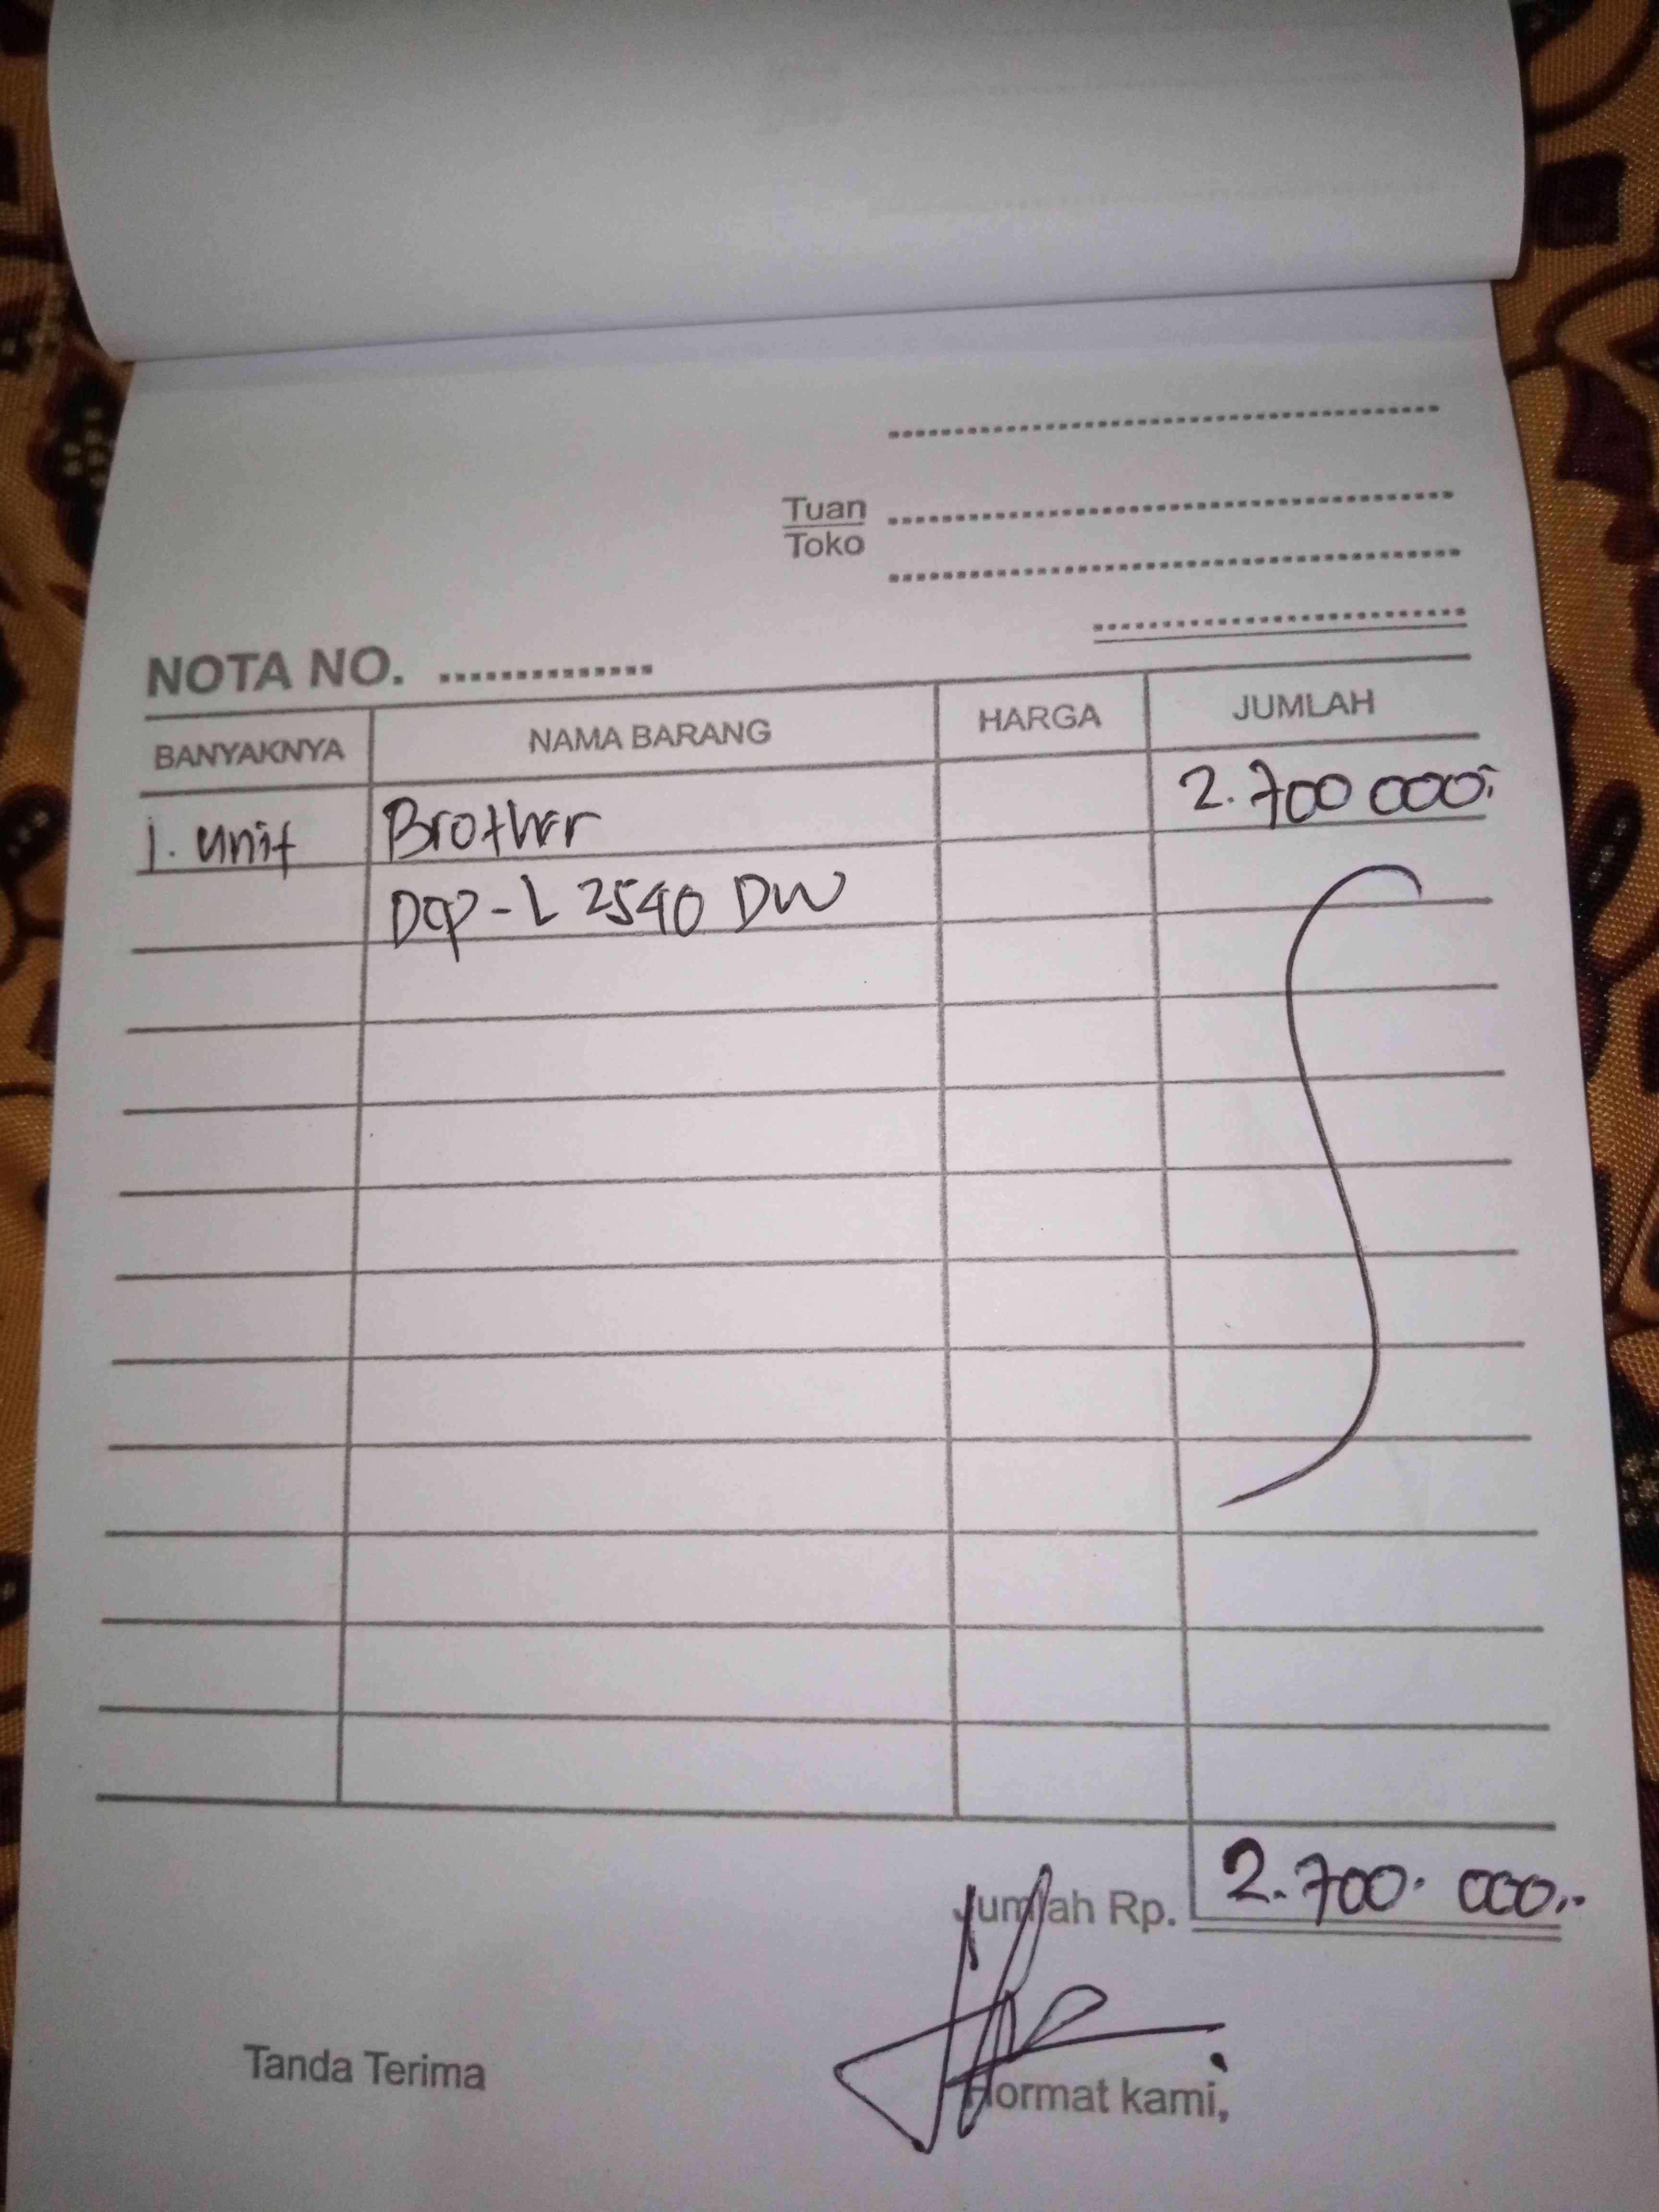 Tuan
Toko
NOTA NO. ..............
BANYAKNYA NAMA BARANG HARGA JUMLAH
1. unit Brother 2.700 000,-
DCP-L 2540 DW
Jumlah Rp. 2.700.000,-
Tanda Terima Hormat kami,